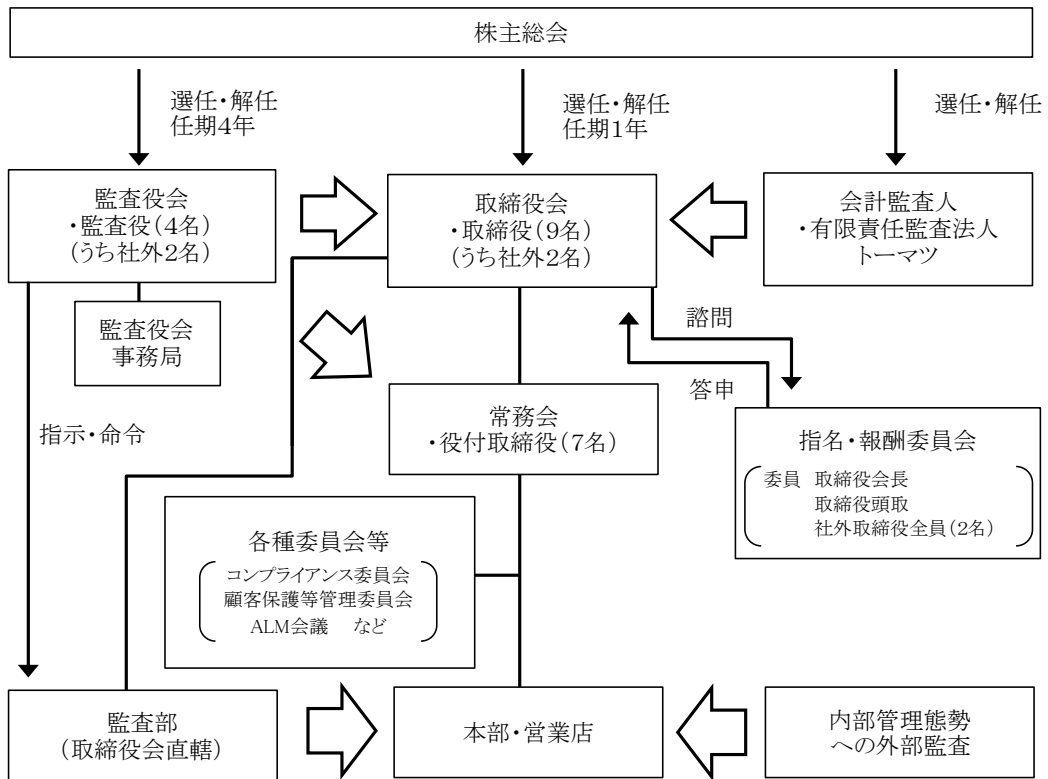 株主総会
選任・解任
任期4年
選任・解任
任期1年
選任・解任
監査役会
・監査役(4名)
(うち社外2名)
取締役会
・取締役(9名)
(うち社外2名)
会計監査人
・有限責任監査法人
トーマツ
監査役会
事務局
諮問
答申
指示・命令
常務会
・役付取締役(7名)
指名・報酬委員会
委員 取締役会長
取締役頭取
社外取締役全員(2名)
各種委員会等
コンプライアンス委員会
顧客保護等管理委員会
ALM会議 など
監査部
(取締役会直轄)
本部・営業店
内部管理態勢
への外部監査